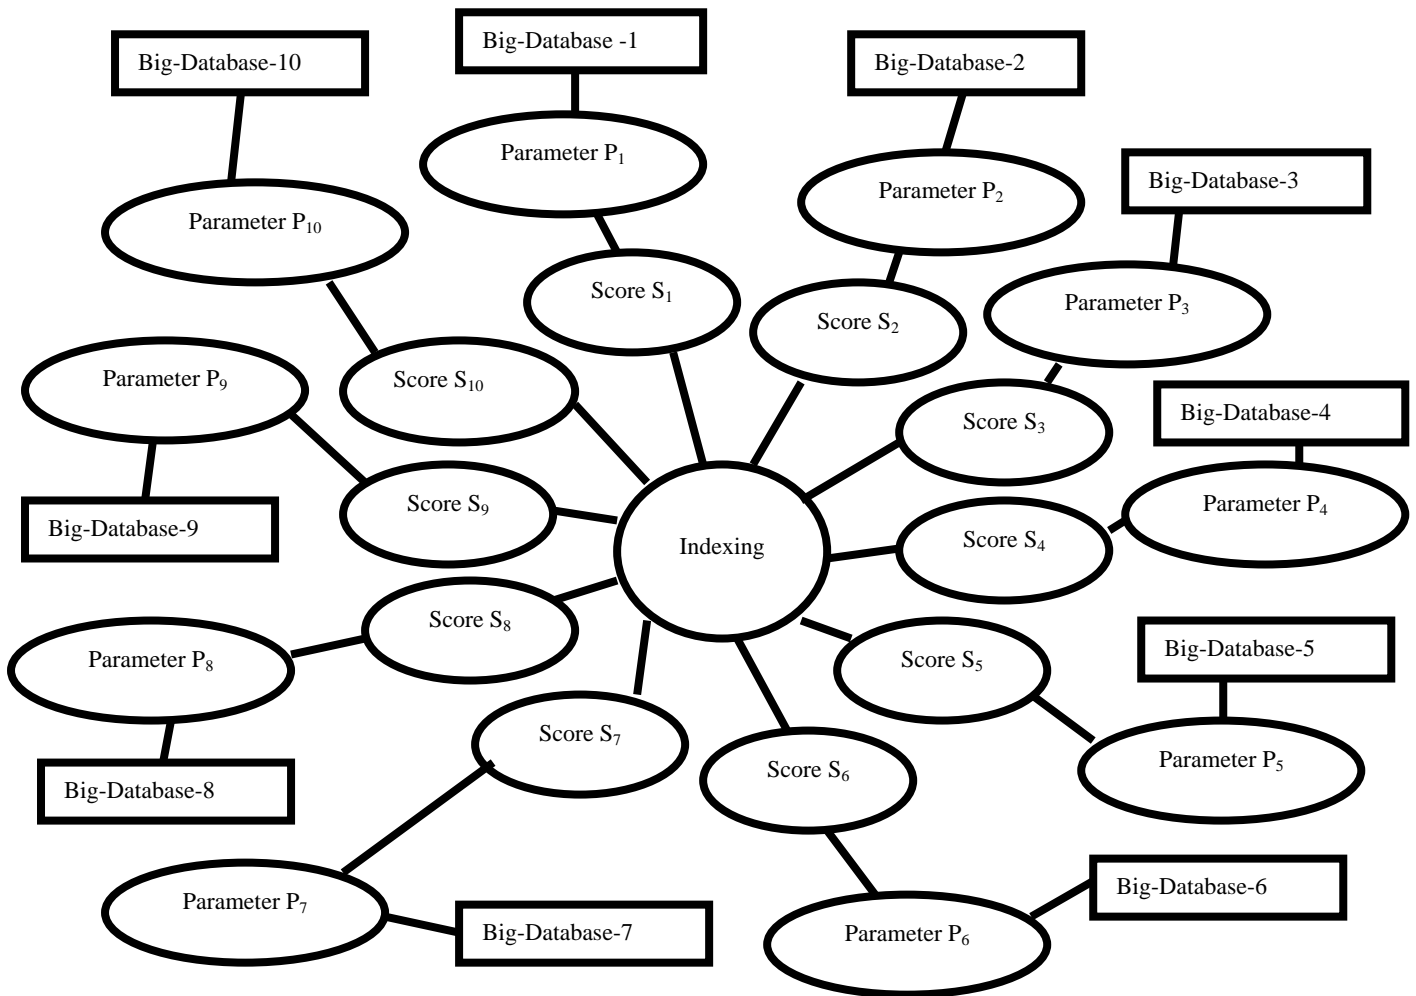 Big-Database-10
Big-Database -1
Big-Database-2
Parameter P1
Parameter P2
Big-Database-3
Parameter P10
Score S1
Parameter P3
Score S2
Parameter P9
Score S10
Big-Database-4
Score S3
Score S9
Parameter P4
Big-Database-9
Score S4
Indexing
Score S8
Big-Database-5
Parameter P8
Score S5
Score S7
Parameter P5
Score S6
Big-Database-8
Big-Database-6
Parameter P7
Big-Database-7
Parameter P6